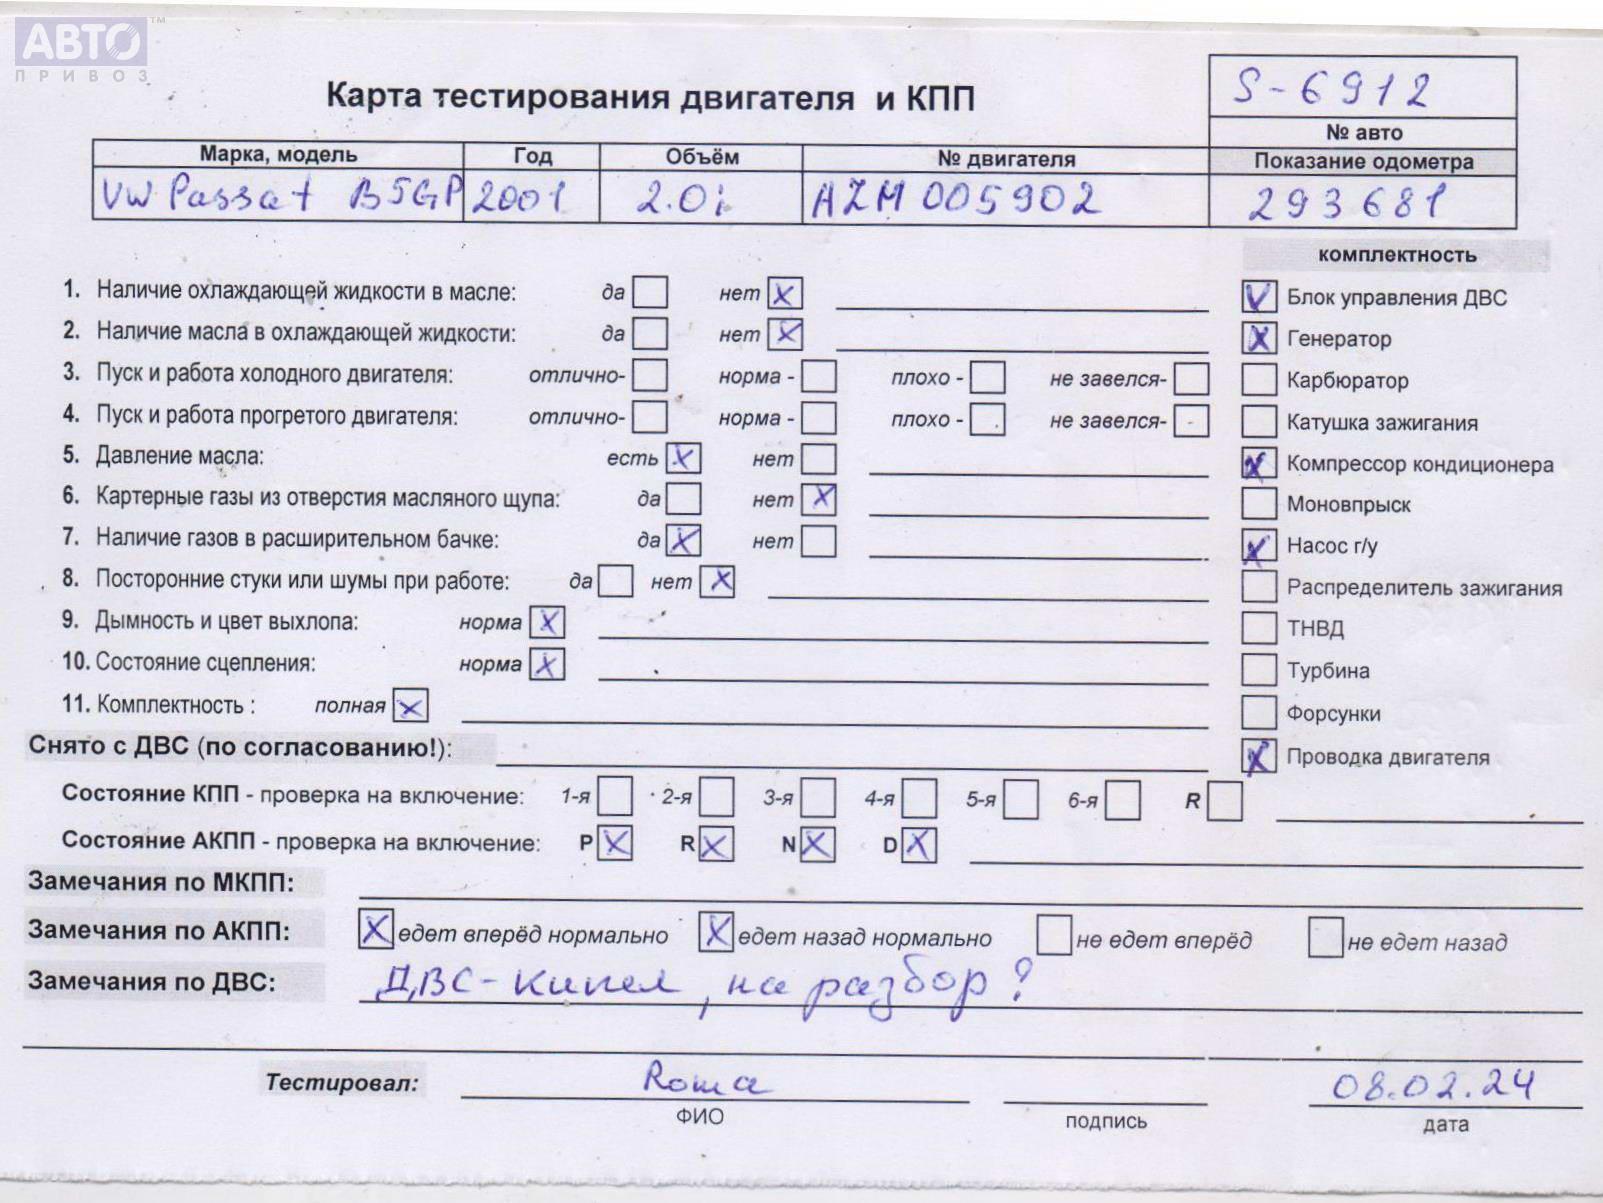 АВТО ™
ПРИВОЗ
Карта тестирования двигателя и КПП
S-6912
№ авто
Марка, модель Год Объём № двигателя Показание одометра
VW Passat B5GP 2001 2.0i AZM 005902 293681
комплектность
1. Наличие охлаждающей жидкости в масле: да нет X
V Блок управления ДВС
2. Наличие масла в охлаждающей жидкости: да нет X
X Генератор
3. Пуск и работа холодного двигателя: отлично- норма - плохо - не завелся-
Карбюратор
4. Пуск и работа прогретого двигателя: отлично- норма - плохо - не завелся-
Катушка зажигания
5. Давление масла: есть X нет
X Компрессор кондиционера
6. Картерные газы из отверстия масляного щупа: да нет X
Моновпрыск
7. Наличие газов в расширительном бачке: да X нет
X Насос г/у
8. Посторонние стуки или шумы при работе: да нет X
Распределитель зажигания
9. Дымность и цвет выхлопа: норма X
ТНВД
10. Состояние сцепления: норма X
Турбина
11. Комплектность : полная X
Форсунки
Снято с ДВС (по согласованию!):
X Проводка двигателя
Состояние КПП - проверка на включение: 1-я 2-я 3-я 4-я 5-я 6-я R
Состояние АКПП - проверка на включение: P X R X N X D X
Замечания по МКПП:
Замечания по АКПП: X едет вперёд нормально X едет назад нормально не едет вперёд не едет назад
Замечания по ДВС: ДВС - кипел, на разбор?
Тестировал: Roma 08.02.24
ФИО подпись дата